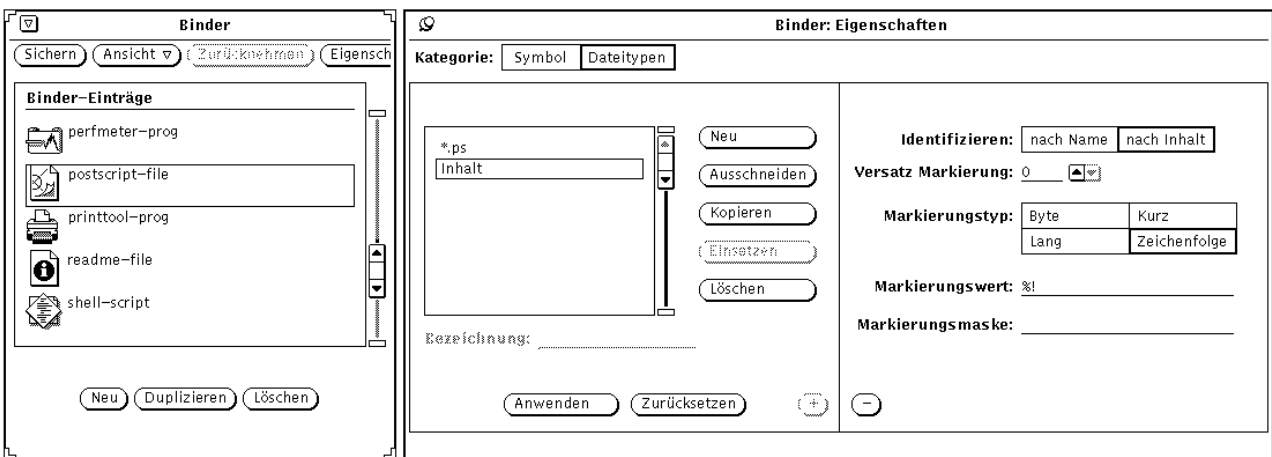 Binder
Sichern Ansicht Zurücknehmen Eigensch
Binder-Einträge
perfmeter-prog
postscript-file
printtool-prog
readme-file
shell-script
Neu Duplizieren Löschen
Binder: Eigenschaften
Kategorie: Symbol Dateitypen
*.ps
Inhalt
Neu
Ausschneiden
Kopieren
Einsetzen
Löschen
Bezeichnung:
Anwenden Zurücksetzen +
Identifizieren: nach Name nach Inhalt
Versatz Markierung: 0
Markierungstyp: Byte Kurz
Lang Zeichenfolge
Markierungswert: %!
Markierungsmaske:
−